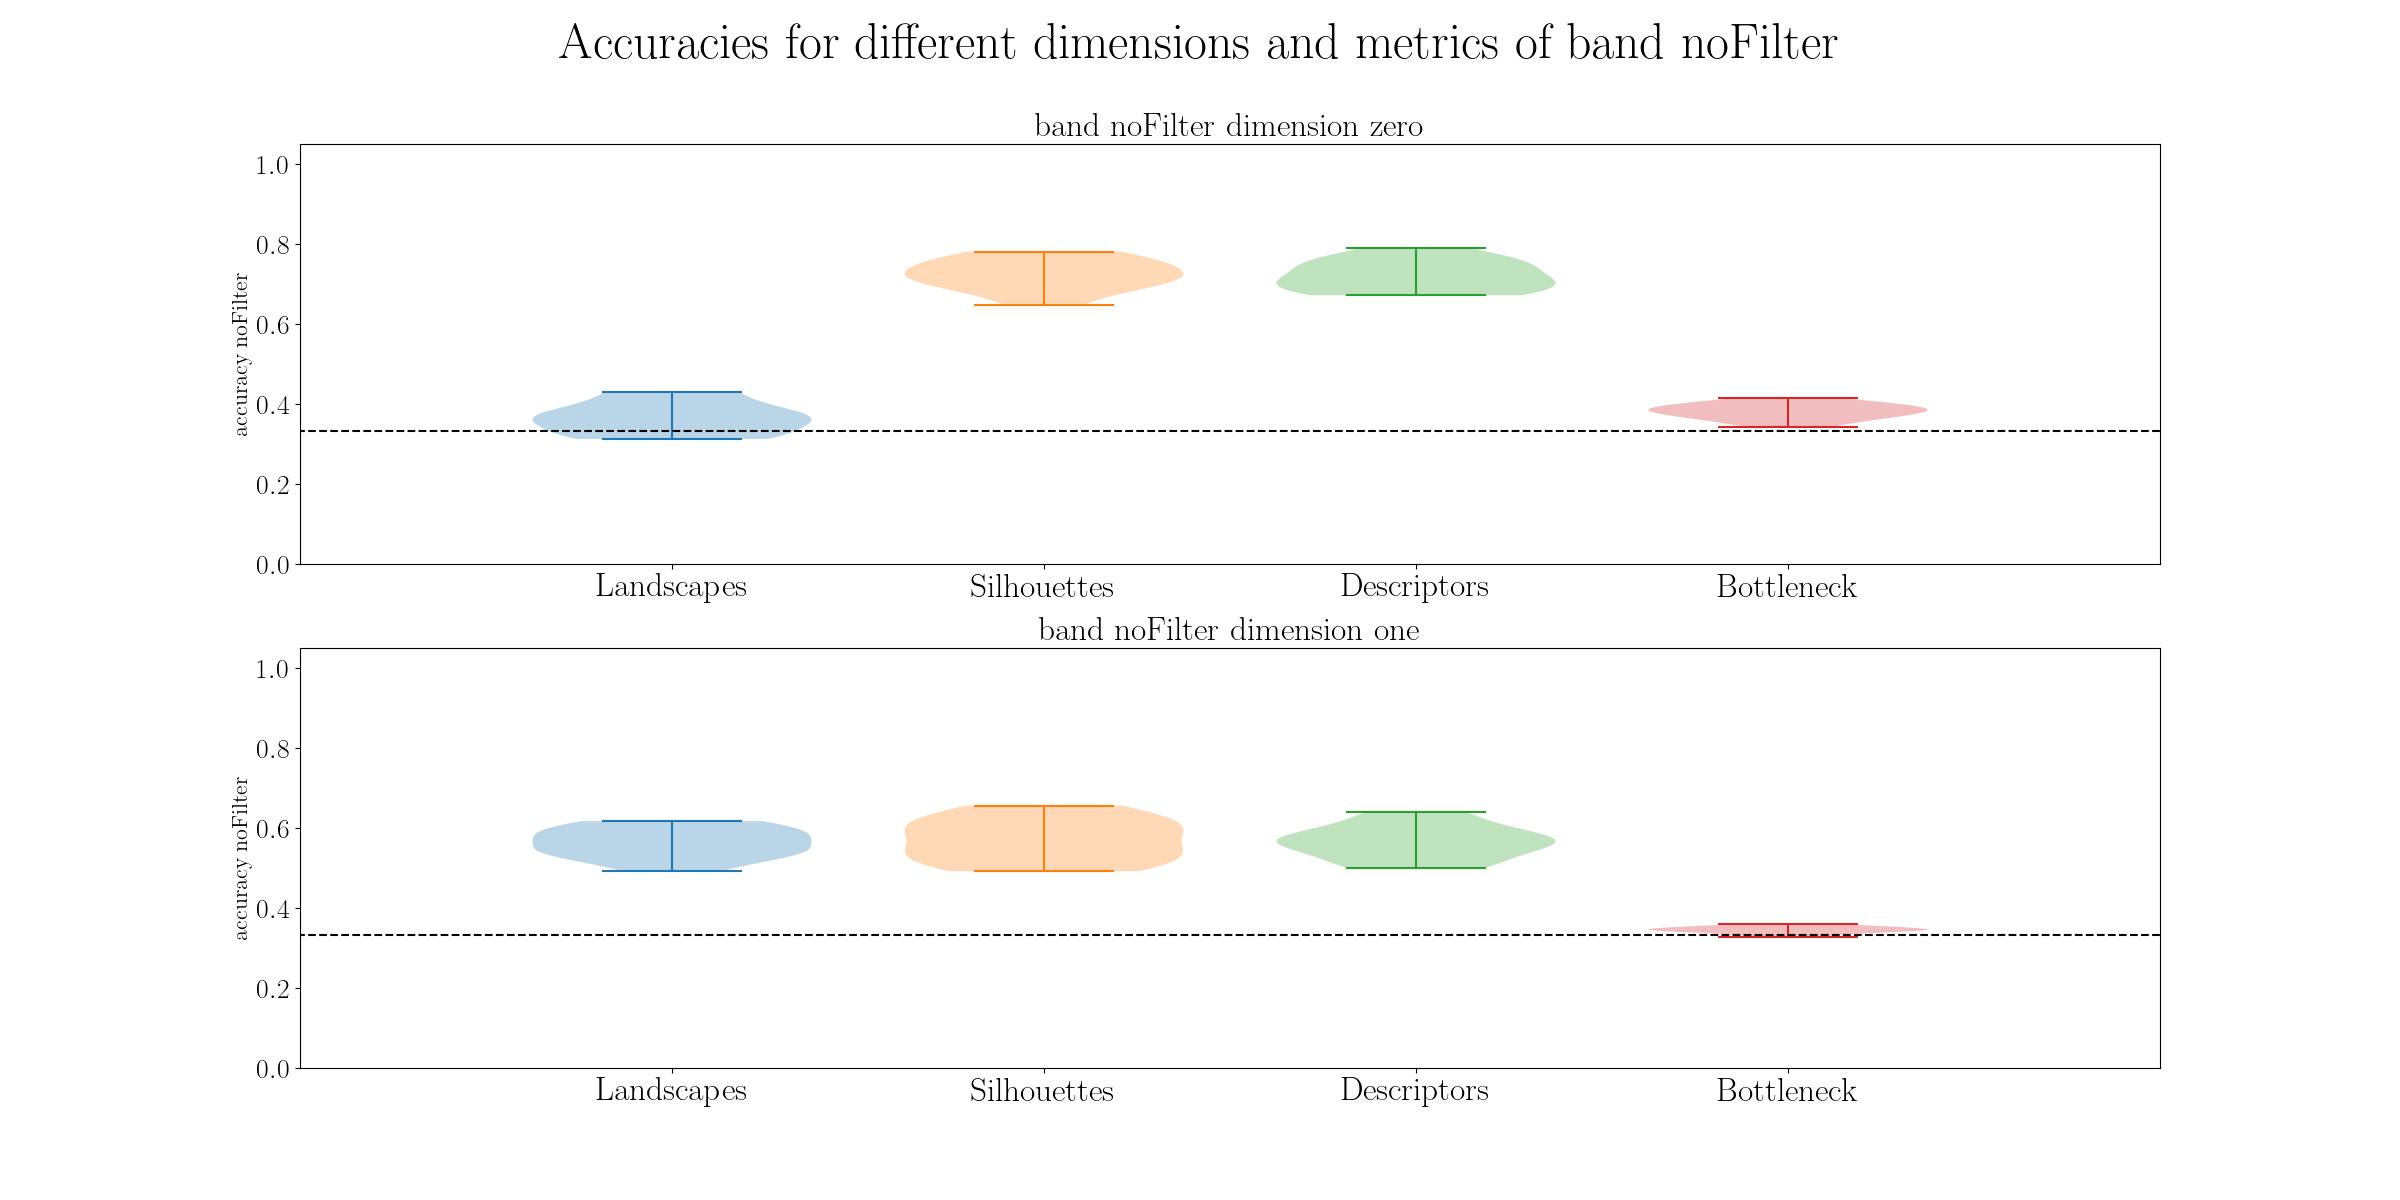 Accuracies for different dimensions and metrics of band noFilter
band noFilter dimension zero
accuracy noFilter
1.0
0.8
0.6
0.4
0.2
0.0
Landscapes Silhouettes Descriptors Bottleneck
band noFilter dimension one
accuracy noFilter
1.0
0.8
0.6
0.4
0.2
0.0
Landscapes Silhouettes Descriptors Bottleneck